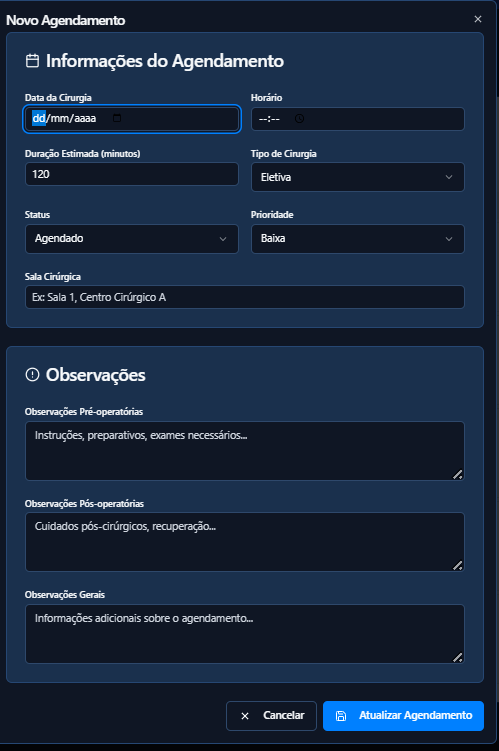 Novo Agendamento
Informações do Agendamento
Data da Cirurgia
Horário
dd/mm/aaaa
--:--
Duração Estimada (minutos)
Tipo de Cirurgia
120
Eletiva
Status
Prioridade
Agendado
Baixa
Sala Cirúrgica
Ex: Sala 1, Centro Cirúrgico A
Observações
Observações Pré-operatórias
Instruções, preparativos, exames necessários...
Observações Pós-operatórias
Cuidados pós-cirúrgicos, recuperação...
Observações Gerais
Informações adicionais sobre o agendamento...
Cancelar
Atualizar Agendamento